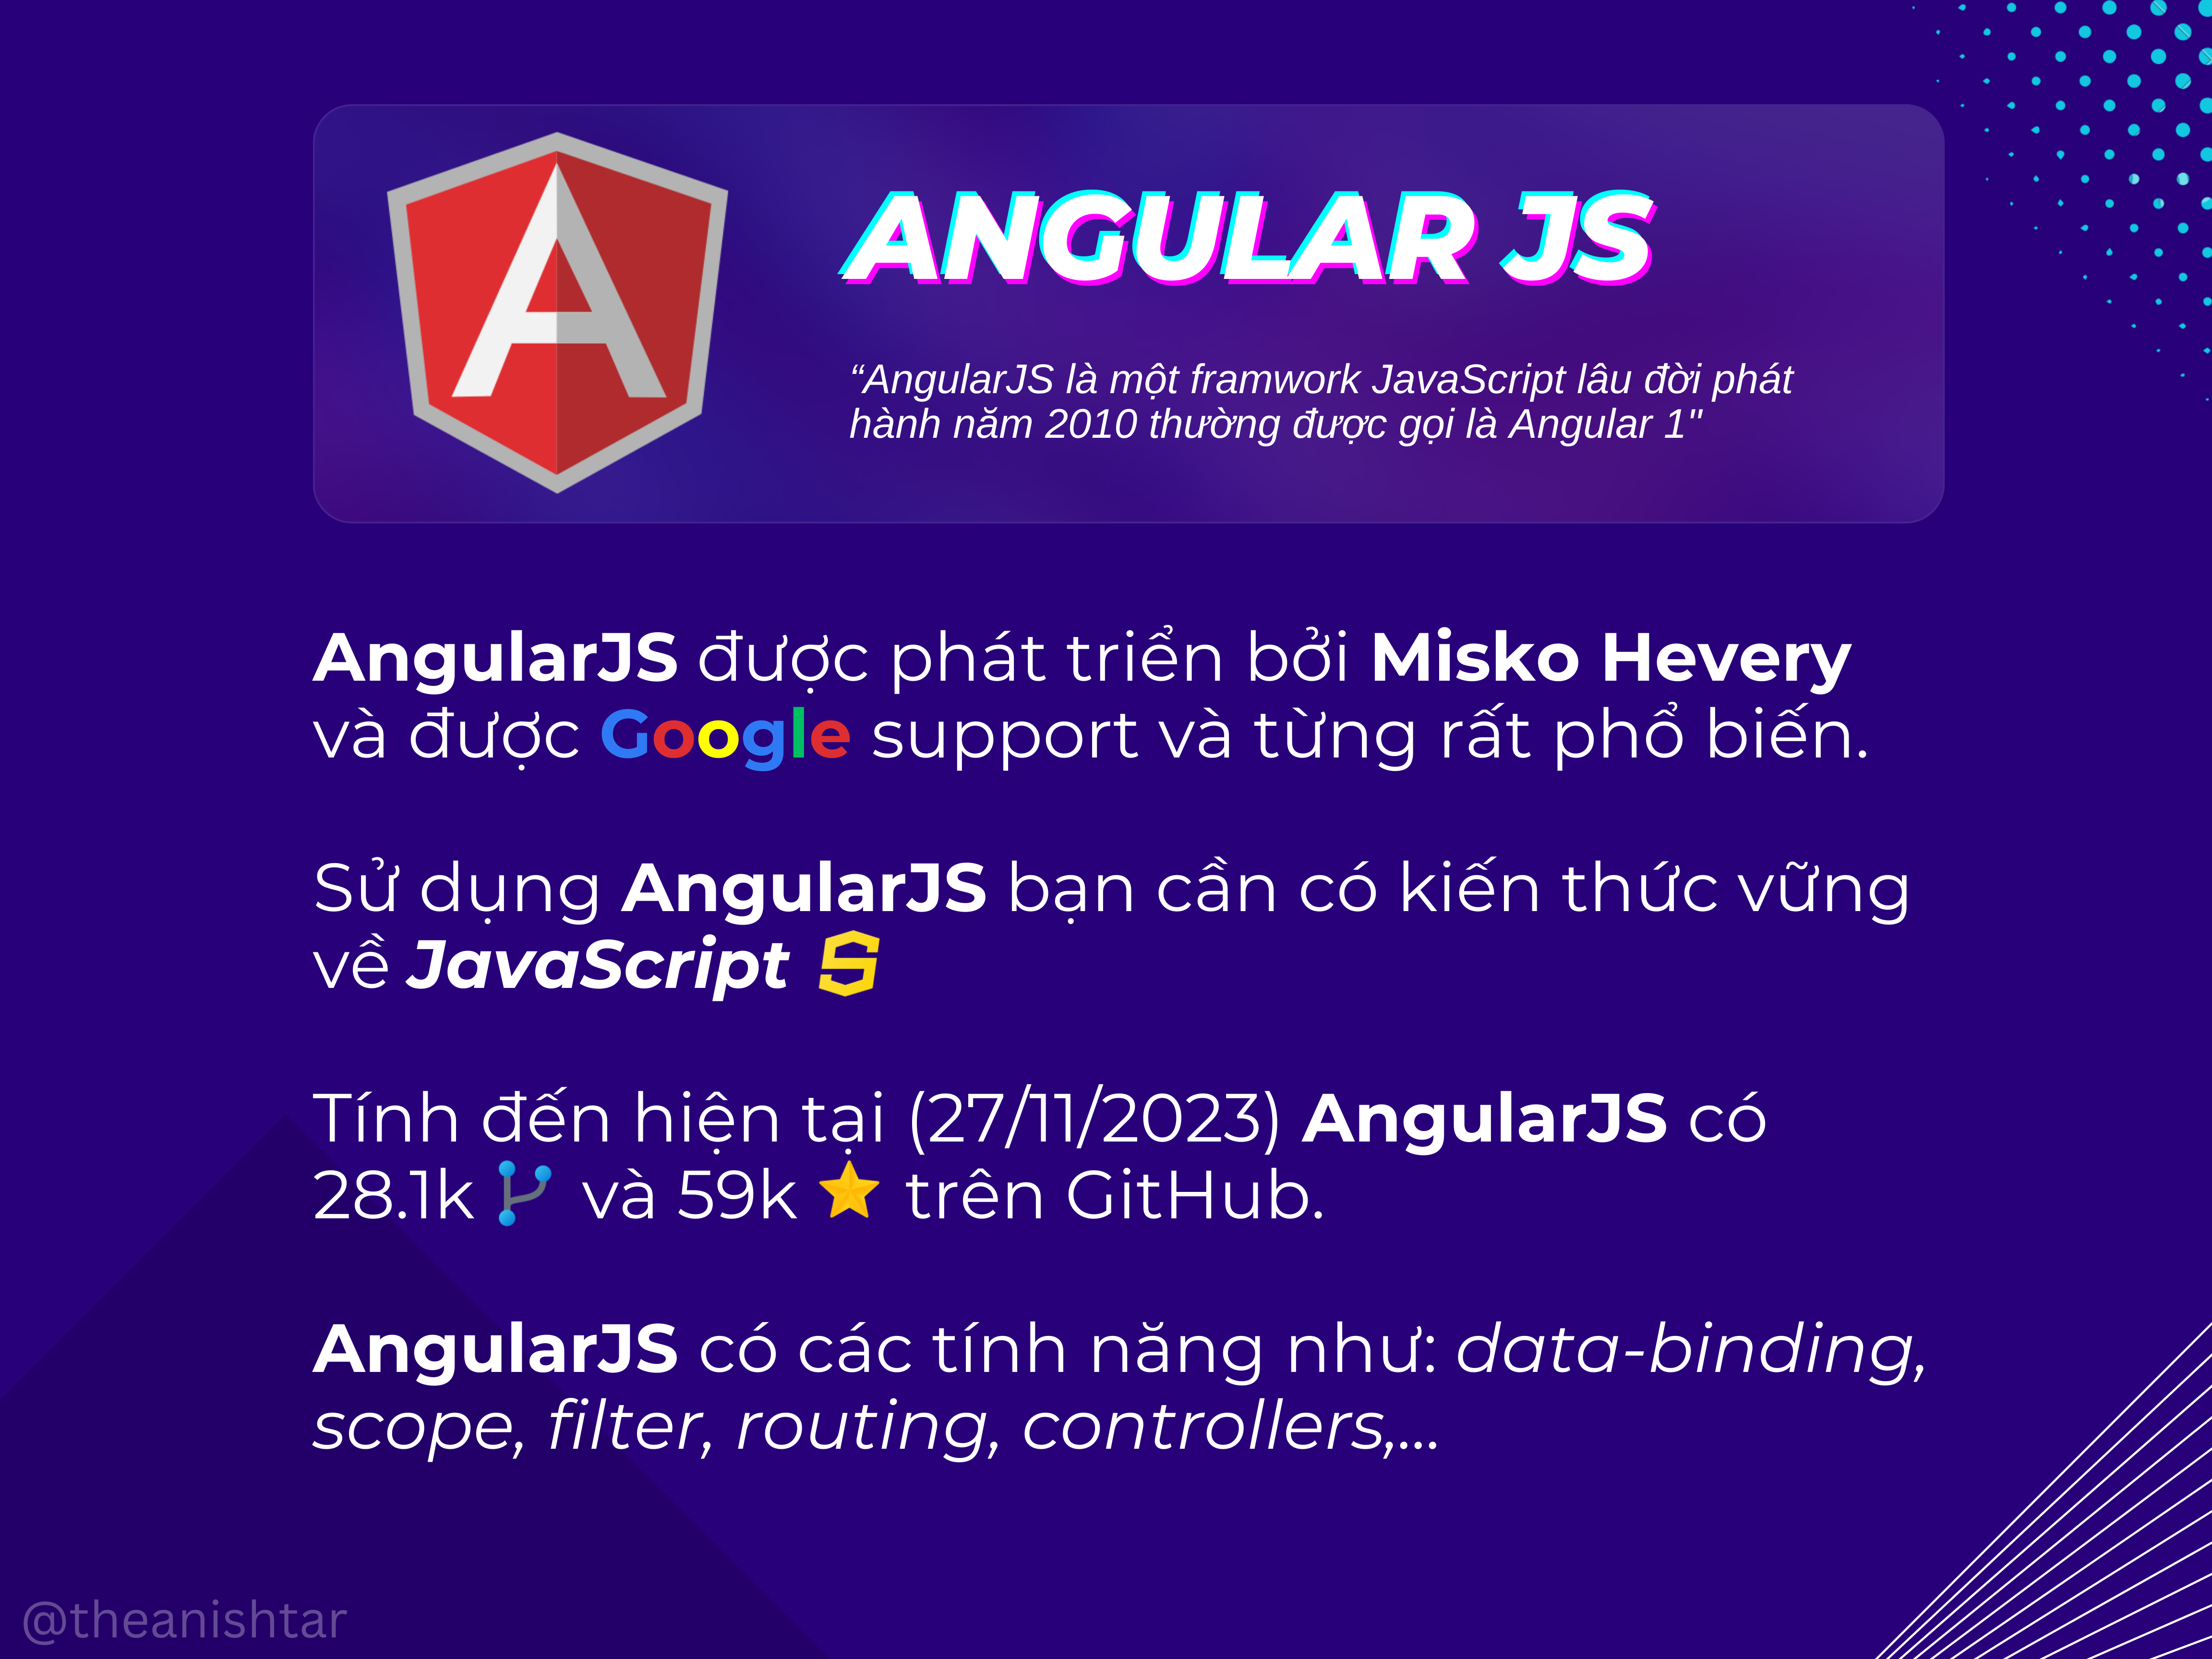 ANGULAR JS
“AngularJS là một framwork JavaScript lâu đời phát
hành năm 2010 thường được gọi là Angular 1"
AngularJS được phát triển bởi Misko Hevery
và được Google support và từng rất phổ biến.
Sử dụng AngularJS bạn cần có kiến thức vững
về JavaScript
Tính đến hiện tại (27/11/2023) AngularJS có
28.1k và 59k ⭐ trên GitHub.
AngularJS có các tính năng như: data-binding,
scope, filter, routing, controllers,...
@theanishtar